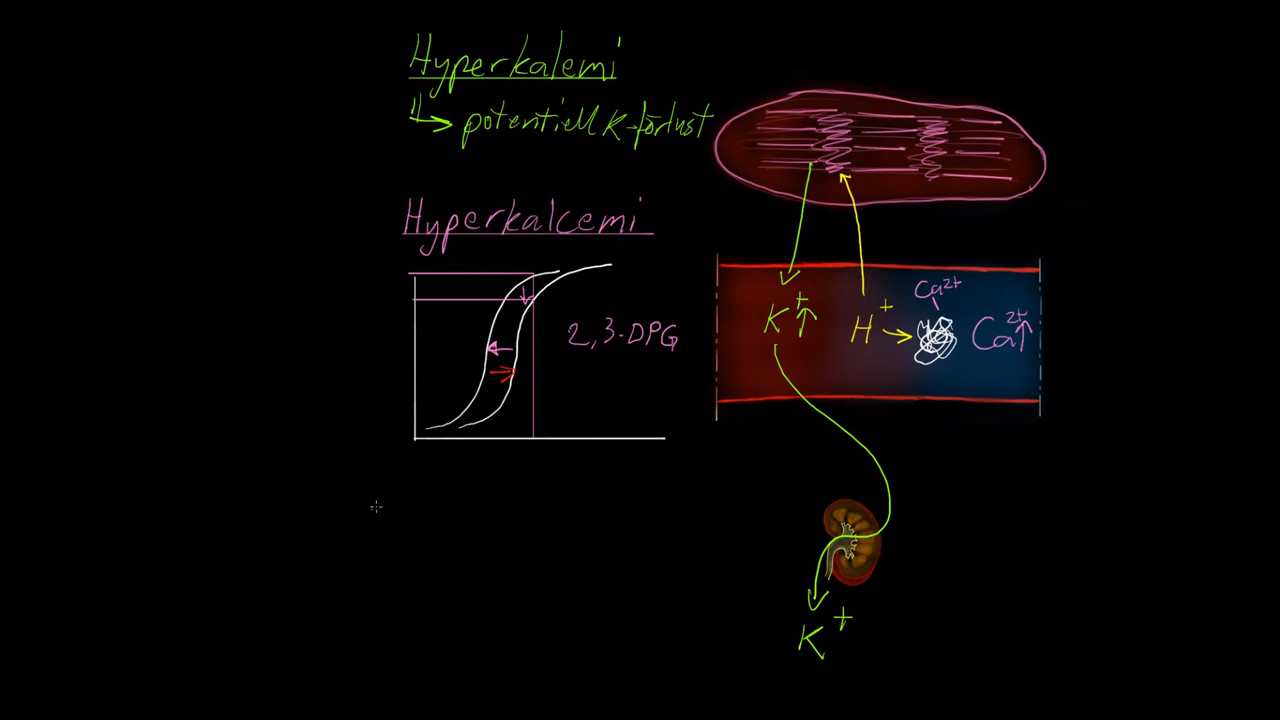 Hyperkalemi
potentiell K-förlust
Hyperkalcemi
2,3-DPG
Ca2+
K+↑
H+
Ca2+↑
K+